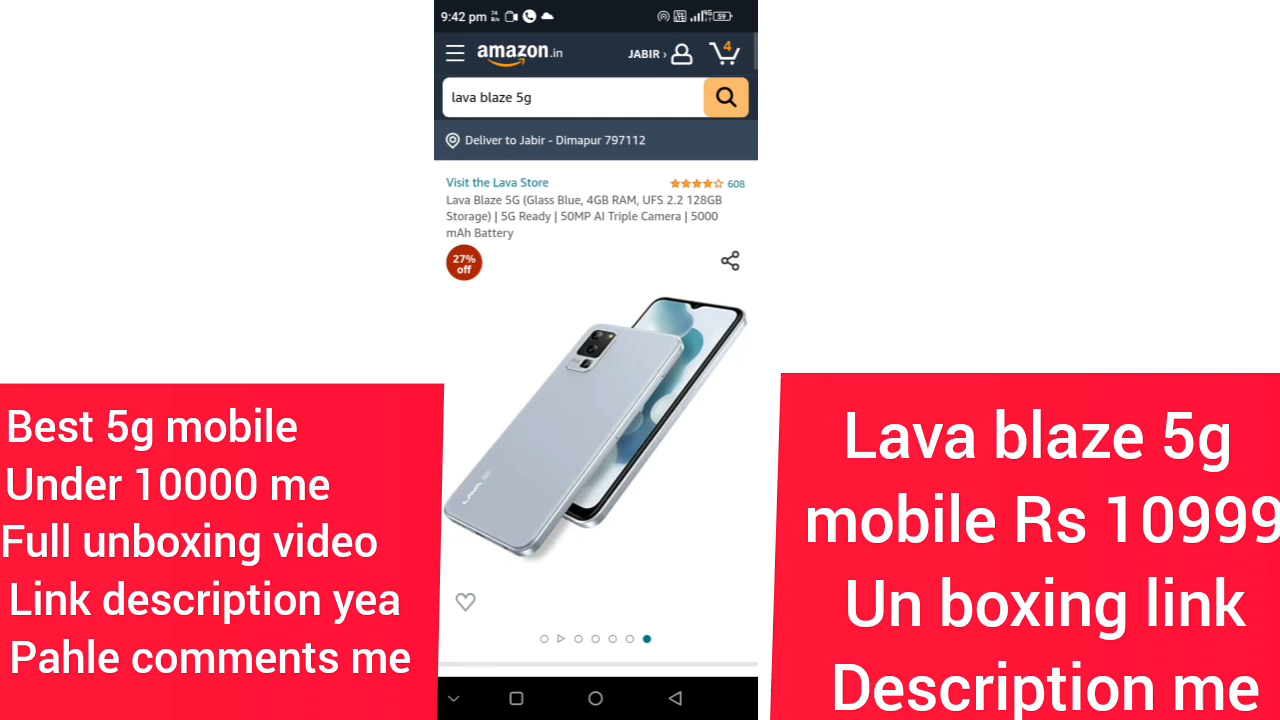 9:42 pm
4G
59
amazon.in
JABIR ›
4
lava blaze 5g
Deliver to Jabir - Dimapur 797112
Visit the Lava Store
608
Lava Blaze 5G (Glass Blue, 4GB RAM, UFS 2.2 128GB
Storage) | 5G Ready | 50MP AI Triple Camera | 5000
mAh Battery
27%
off
LAVA
Best 5g mobile
Under 10000 me
Full unboxing video
Link description yea
Pahle comments me
Lava blaze 5g
mobile Rs 10999
Un boxing link
Description me